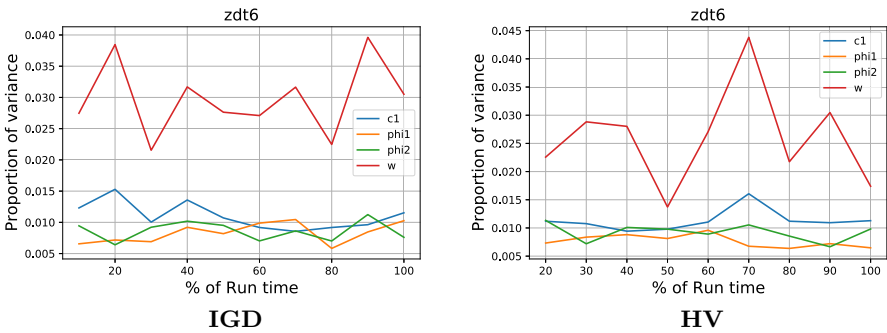 zdt6
Proportion of variance
0.040
0.035
0.030
0.025
0.020
0.015
0.010
0.005
c1
phi1
phi2
w
20
40
60
80
100
% of Run time
IGD
zdt6
Proportion of variance
0.045
0.040
0.035
0.030
0.025
0.020
0.015
0.010
0.005
c1
phi1
phi2
w
20
30
40
50
60
70
80
90
100
% of Run time
HV